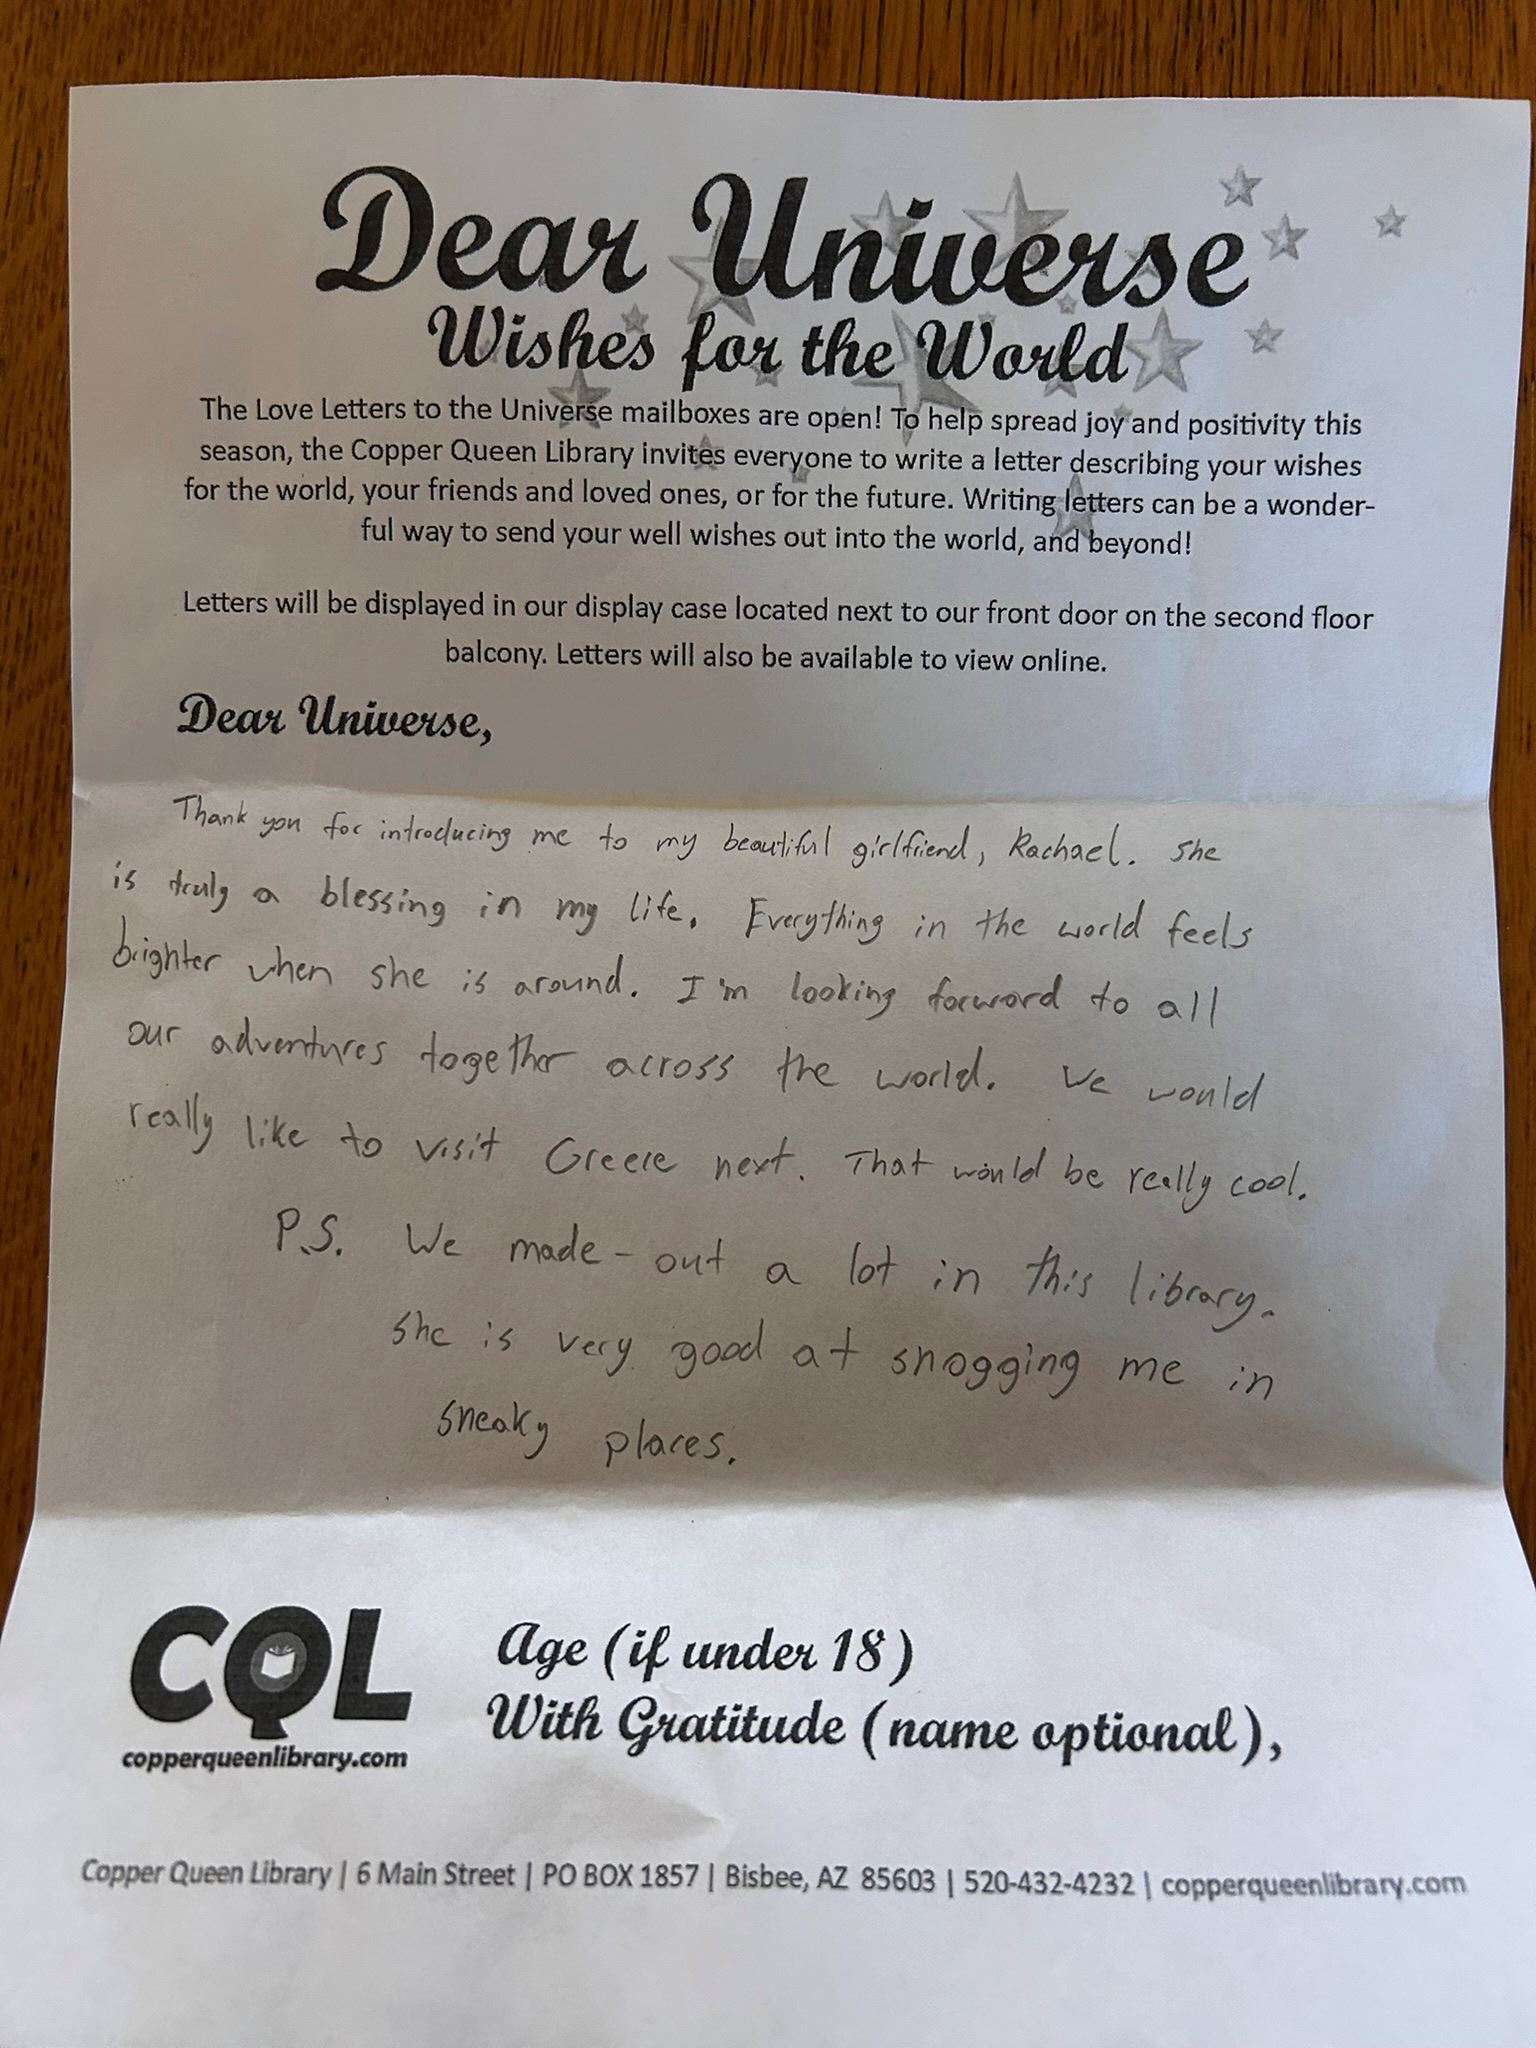 Dear Universe
Wishes for the World
The Love Letters to the Universe mailboxes are open! To help spread joy and positivity this
season, the Copper Queen Library invites everyone to write a letter describing your wishes
for the world, your friends and loved ones, or for the future. Writing letters can be a wonder-
ful way to send your well wishes out into the world, and beyond!
Letters will be displayed in our display case located next to our front door on the second floor
balcony. Letters will also be available to view online.
Dear Universe,
Thank you for introducing me to my beautiful girlfriend, Rachael. She
is truly a blessing in my life. Everything in the world feels
brighter when she is around. I'm looking forward to all
our adventures together across the world. We would
really like to visit Greece next. That would be really cool.
P.S. We made-out a lot in this library.
She is very good at snogging me in
sneaky places.
CQL
copperqueenlibrary.com
Age (if under 18)
With Gratitude (name optional),
Copper Queen Library | 6 Main Street | PO BOX 1857 | Bisbee, AZ 85603 | 520-432-4232 | copperqueenlibrary.com